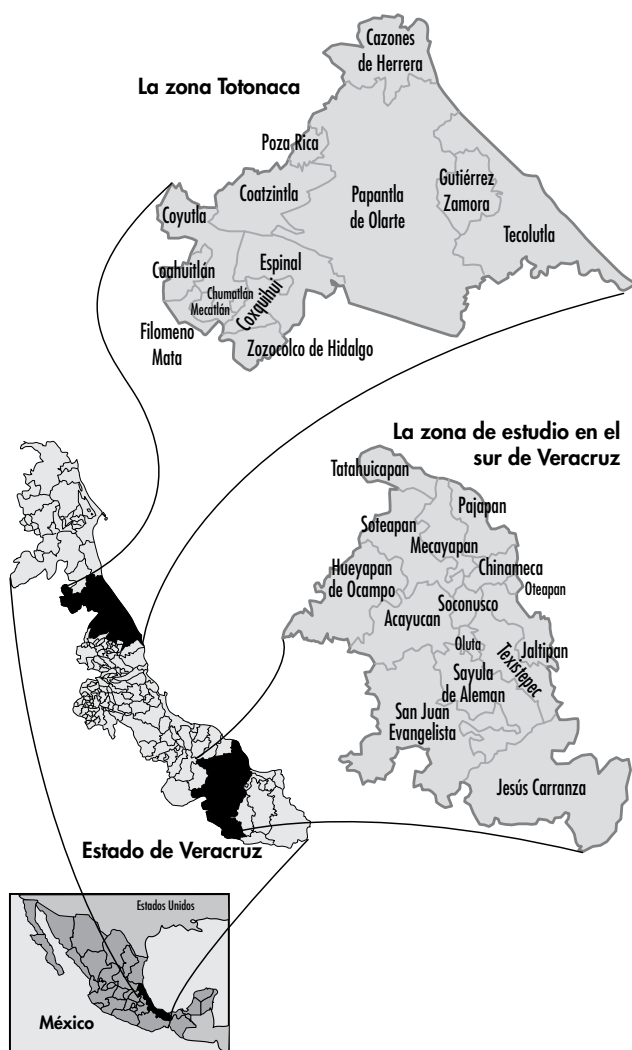 Cazones
de Herrera
La zona Totonaca
Poza Rica
Coatzintla
Papantla
de Olarte
Gutiérrez
Zamora
Coyutla
Tecolutla
Coahuitlán
Espinal
Chumatlán
Mecatlán
Coxquihui
Filomeno
Mata
Zozocolco de Hidalgo
La zona de estudio en el
sur de Veracruz
Tatahuicapan
Pajapan
Soteapan
Mecayapan
Hueyapan
de Ocampo
Chinameca
Oteapan
Soconusco
Acayucan
Oluta
Texistepec
Jaltipan
Sayula
de Aleman
San Juan
Evangelista
Jesús Carranza
Estado de Veracruz
Estados Unidos
México